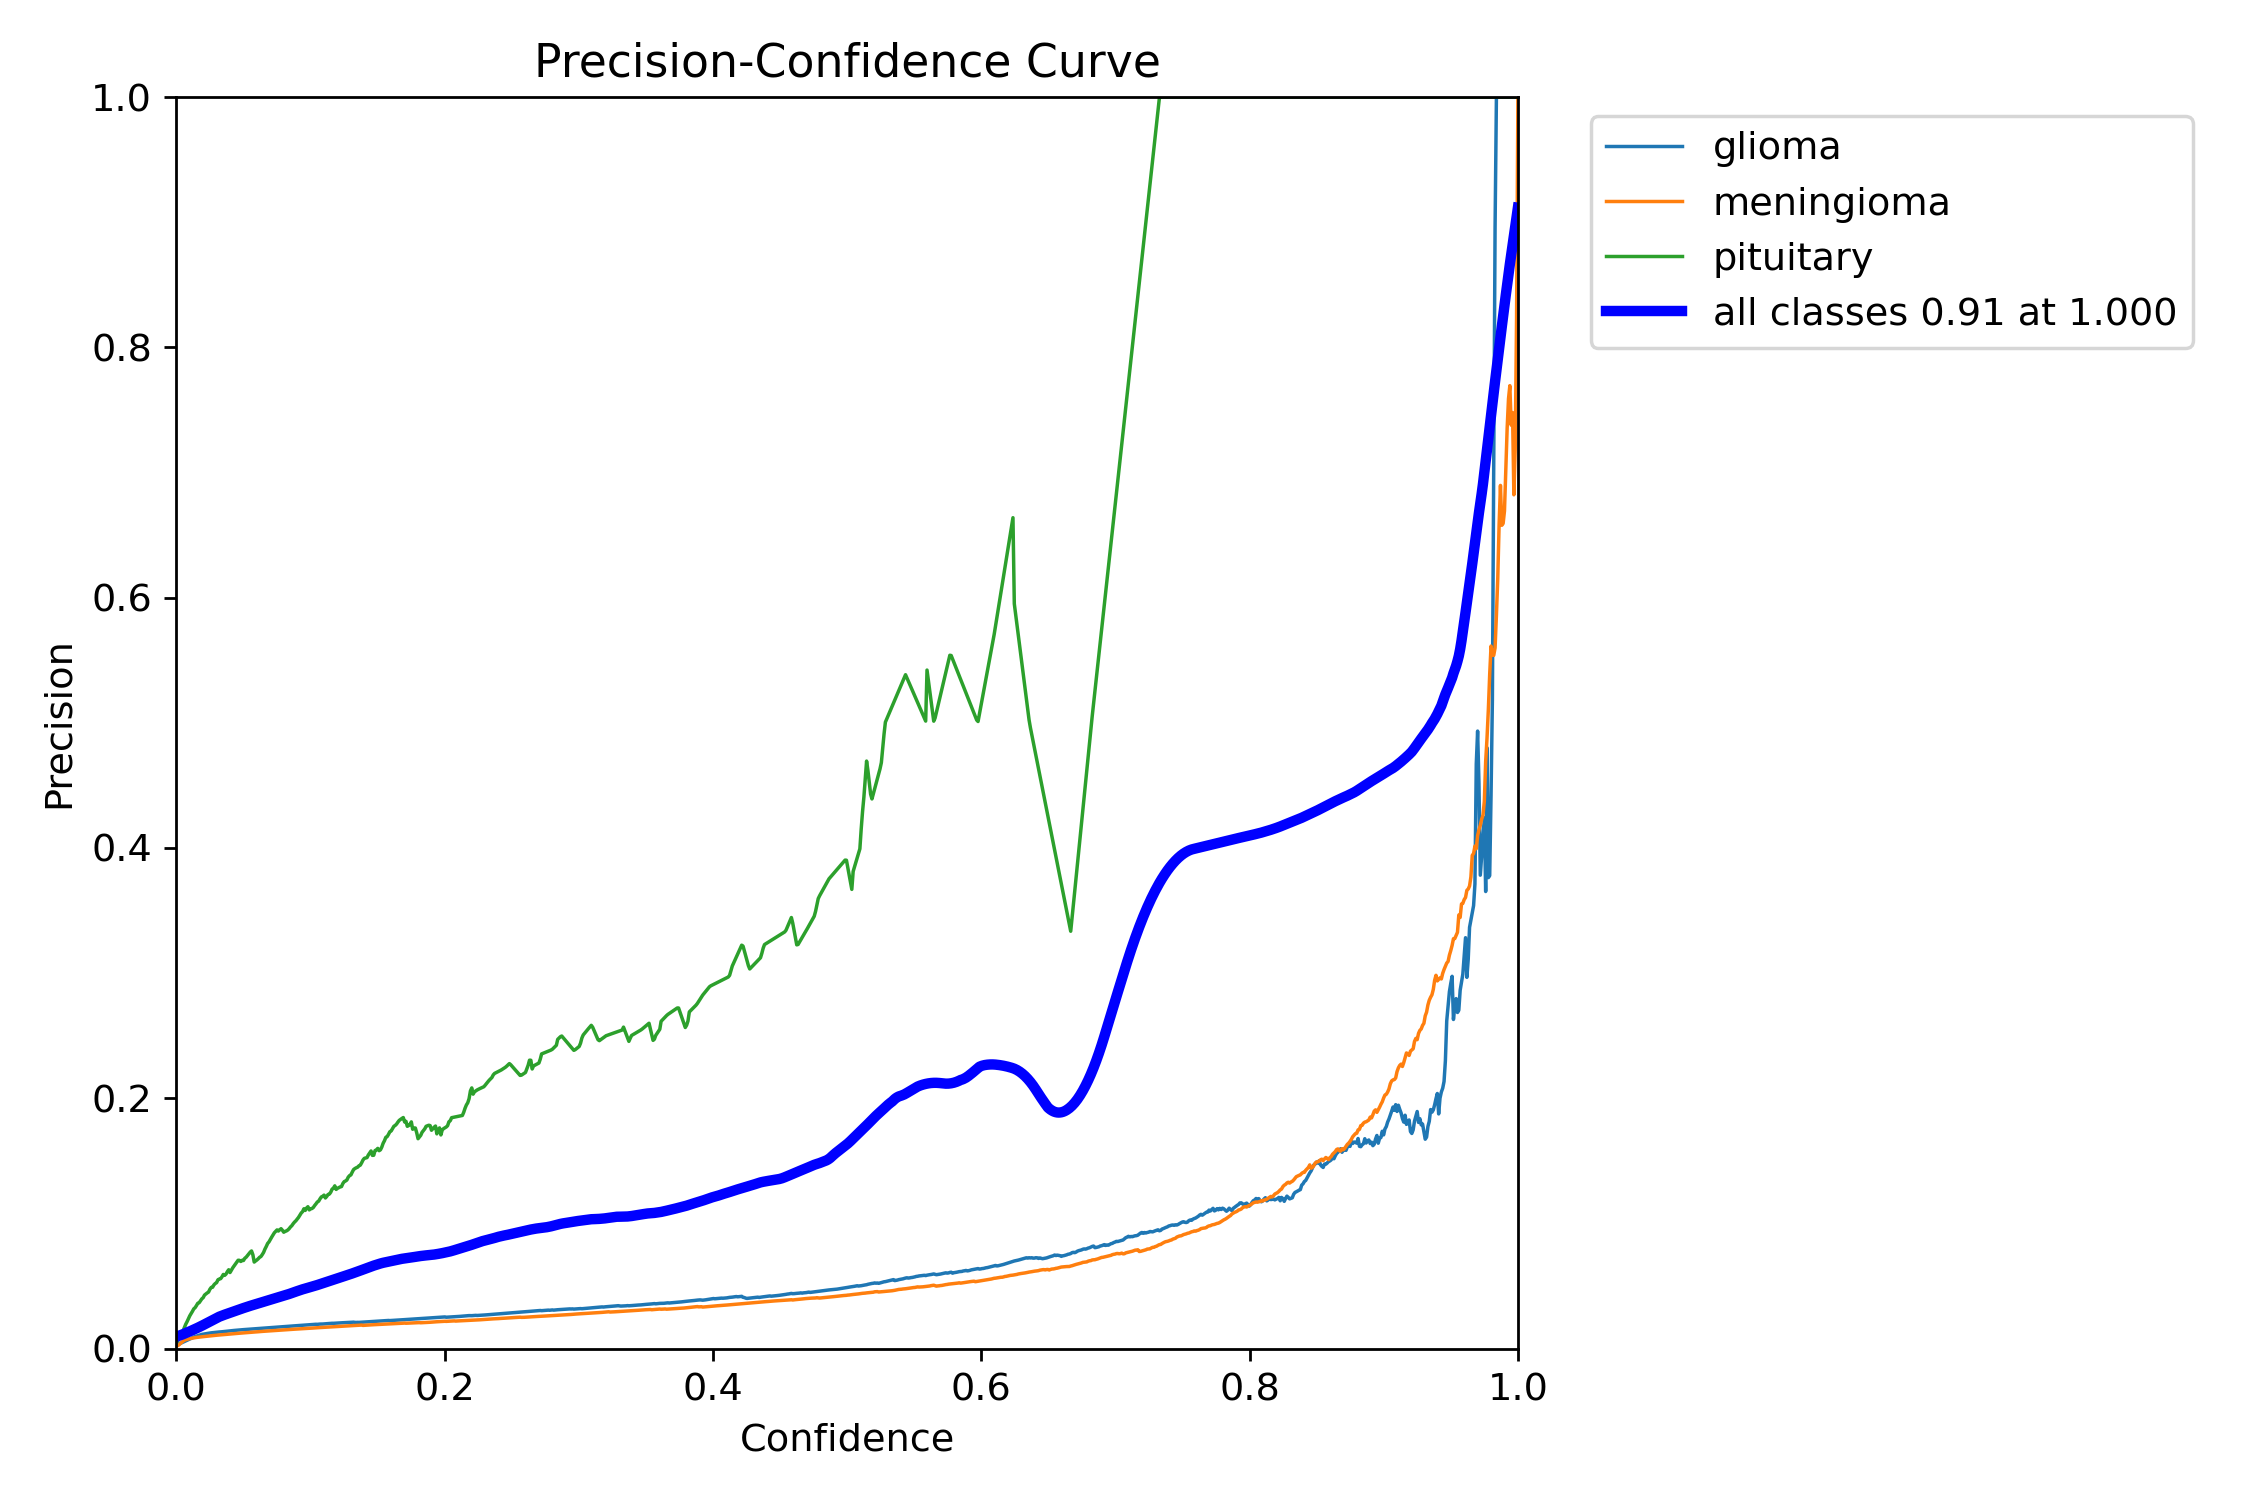 Precision-Confidence Curve
1.0
0.8
0.6
0.4
0.2
0.0
Precision
0.0 0.2 0.4 0.6 0.8 1.0
Confidence
glioma
meningioma
pituitary
all classes 0.91 at 1.000